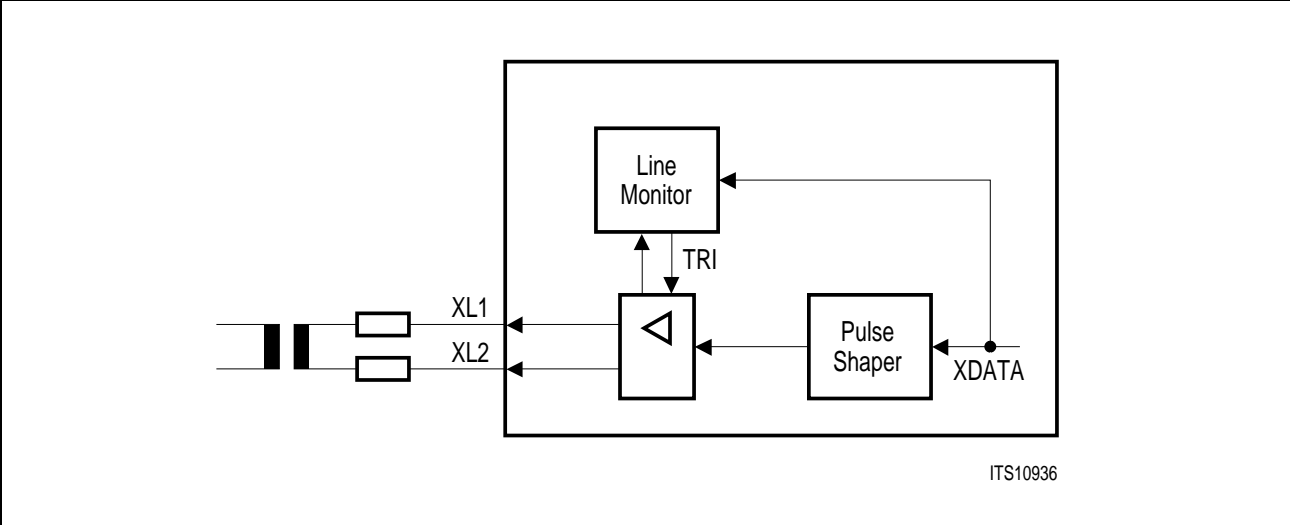 Line
Monitor
TRI
XL1
XL2
Pulse
Shaper
XDATA
ITS10936